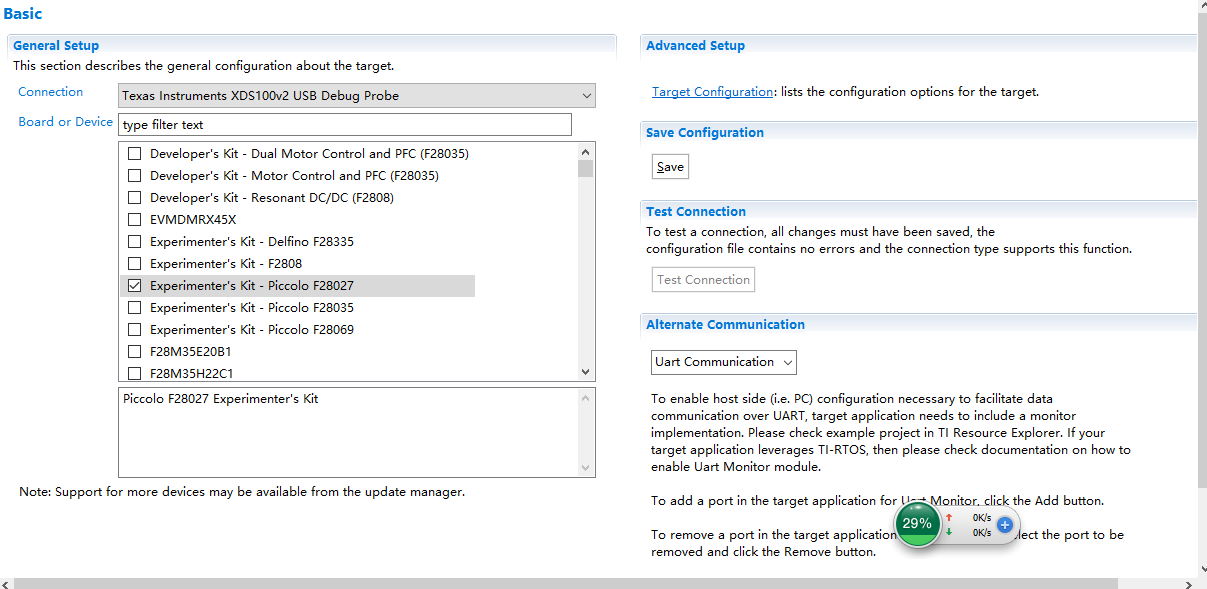 Basic
General Setup
This section describes the general configuration about the target.
Connection
Texas Instruments XDS100v2 USB Debug Probe
Board or Device
type filter text
Developer's Kit - Dual Motor Control and PFC (F28035)
Developer's Kit - Motor Control and PFC (F28035)
Developer's Kit - Resonant DC/DC (F2808)
EVMDMRX45X
Experimenter's Kit - Delfino F28335
Experimenter's Kit - F2808
Experimenter's Kit - Piccolo F28027
Experimenter's Kit - Piccolo F28035
Experimenter's Kit - Piccolo F28069
F28M35E20B1
F28M35H22C1
Piccolo F28027 Experimenter's Kit
Note: Support for more devices may be available from the update manager.
Advanced Setup
Target Configuration: lists the configuration options for the target.
Save Configuration
Save
Test Connection
To test a connection, all changes must have been saved, the
configuration file contains no errors and the connection type supports this function.
Test Connection
Alternate Communication
Uart Communication
To enable host side (i.e. PC) configuration necessary to facilitate data
communication over UART, target application needs to include a monitor
implementation. Please check example project in TI Resource Explorer. If your
target application leverages TI-RTOS, then please check documentation on how to
enable Uart Monitor module.
To add a port in the target application for Uart Monitor, click the Add button.
To remove a port in the target application the port to be
removed and click the Remove button.
29%
0K/s
0K/s